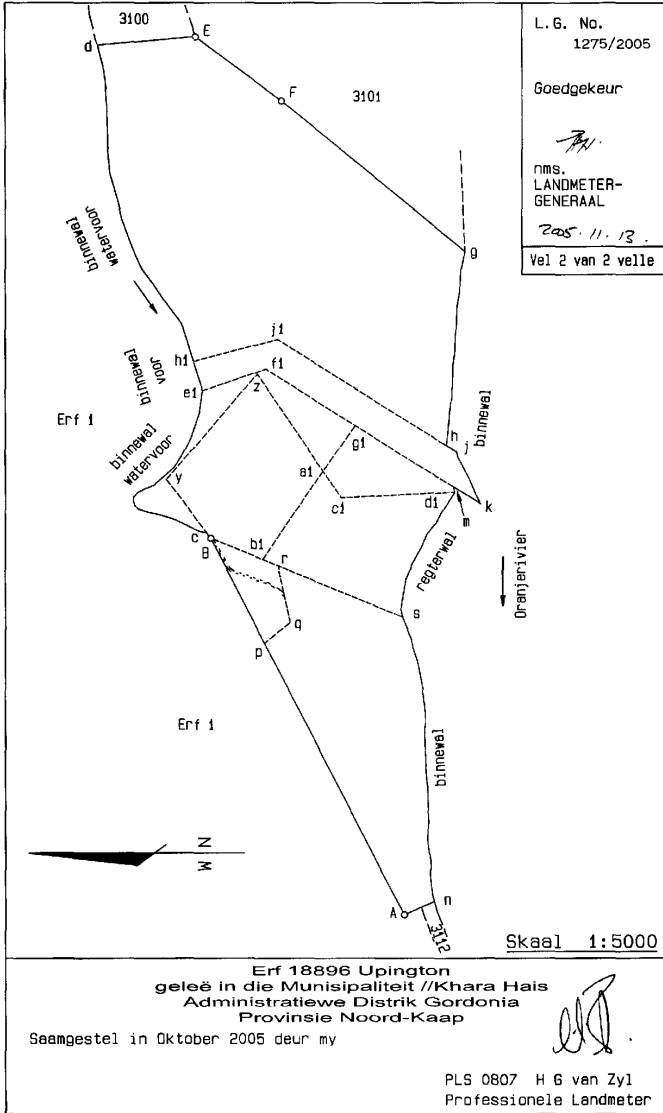 L.G. No.
1275/2005
Goedgekeur
nms.
LANDMETER-
GENERAAL
2005.11.13.
Vel 2 van 2 velle
3100
E
d
F
3101
g
binnewal
watervoor
j1
h1
binnewal
voor
f1
e1
z
h
j
binnewal
Erf 1
g1
binnewal
watervoor
y
a1
c1
d1
k
m
c
B
b1
r
regterwal
Oranjerivier
s
q
p
Erf 1
binnewal
N
M
n
A
3112
Skaal 1:5000
Erf 18896 Upington
geleë in die Munisipaliteit //Khara Hais
Administratiewe Distrik Gordonia
Provinsie Noord-Kaap
Saamgestel in Oktober 2005 deur my
PLS 0807 H G van Zyl
Professionele Landmeter